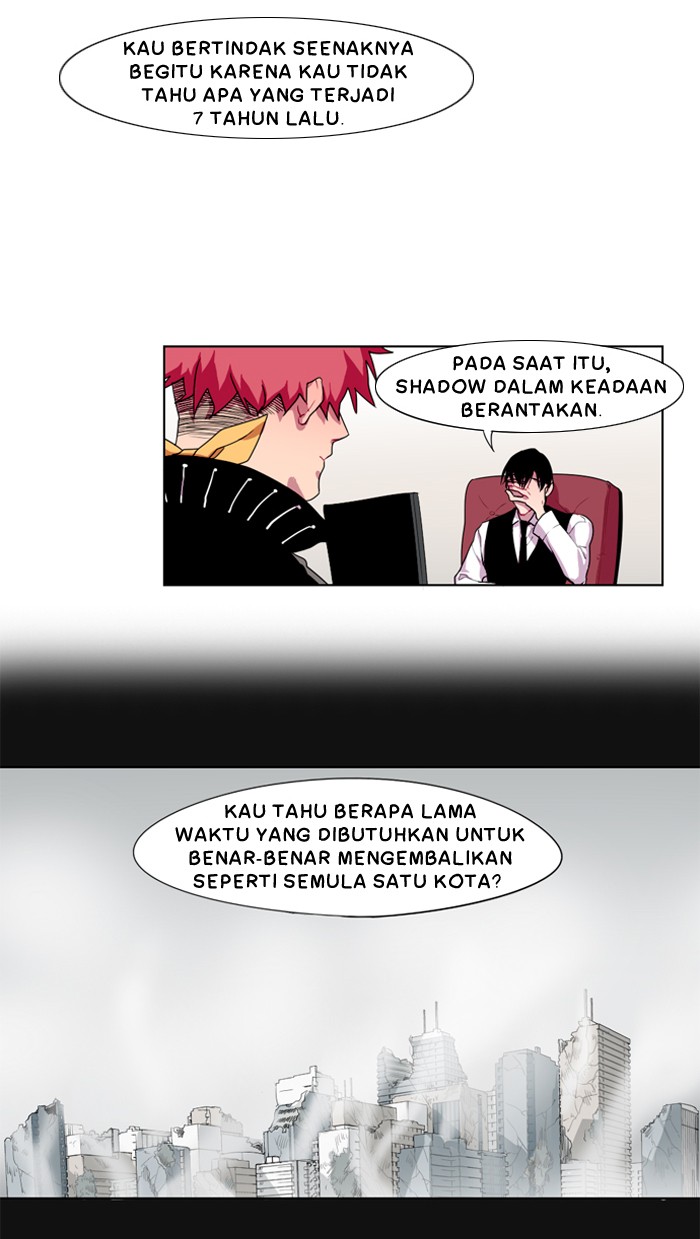 KAU BERTINDAK SEENAKNYA
BEGITU KARENA KAU TIDAK
TAHU APA YANG TERJADI
7 TAHUN LALU.
PADA SAAT ITU,
SHADOW DALAM KEADAAN
BERANTAKAN.
KAU TAHU BERAPA LAMA
WAKTU YANG DIBUTUHKAN UNTUK
BENAR-BENAR MENGEMBALIKAN
SEPERTI SEMULA SATU KOTA?